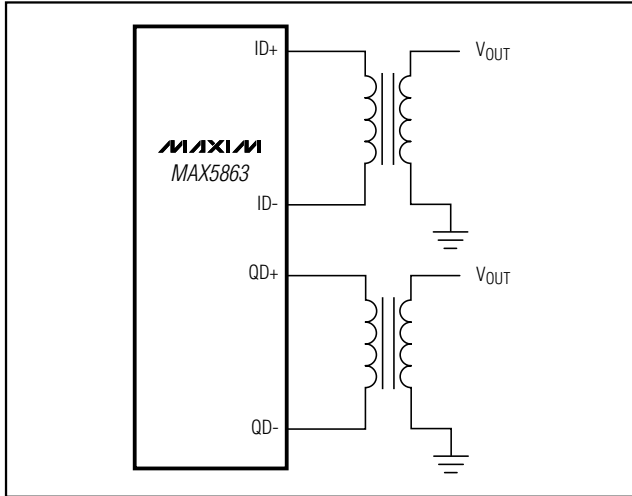 ID+
VOUT
MAXIM
MAX5863
ID-
QD+
VOUT
QD-